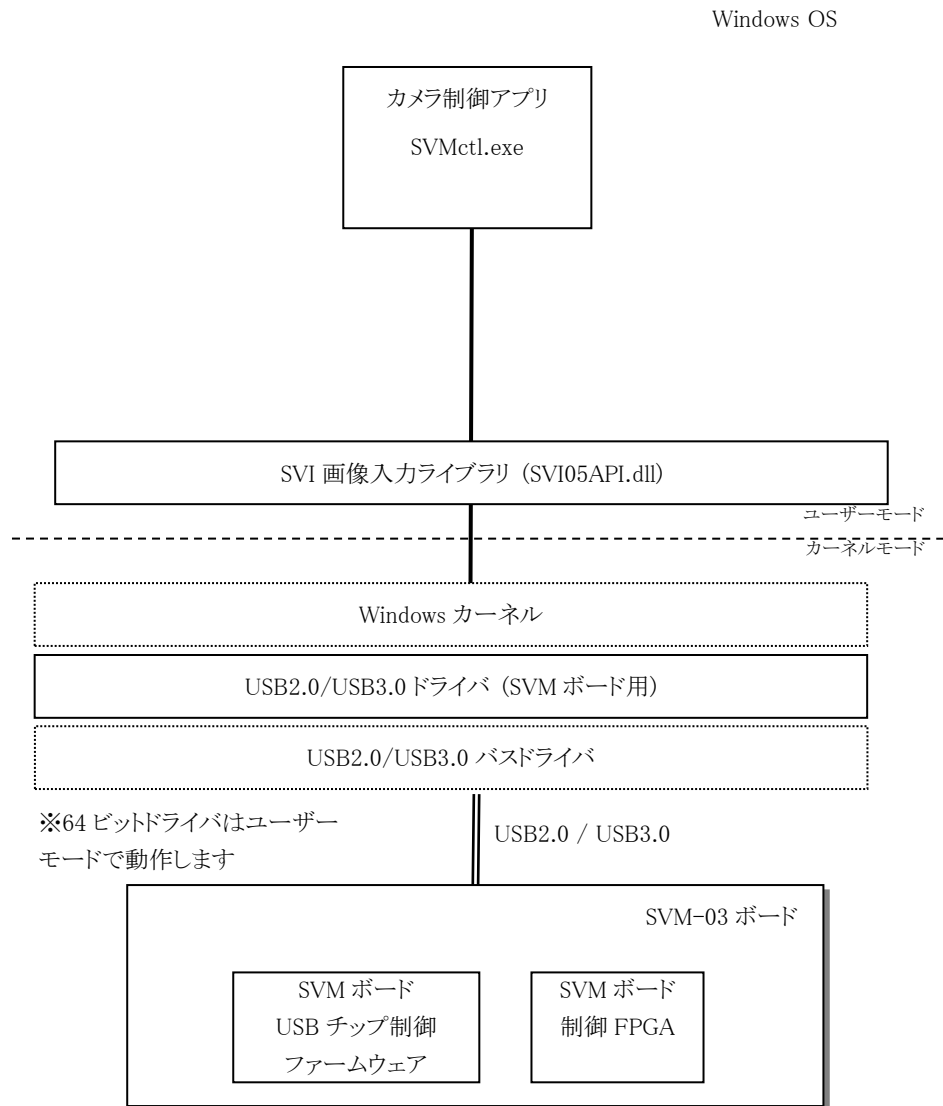 Windows OS
カメラ制御アプリ
SVMctl.exe
SVI 画像入力ライブラリ (SVI05API.dll)
ユーザーモード
カーネルモード
Windows カーネル
USB2.0/USB3.0 ドライバ (SVM ボード用)
USB2.0/USB3.0 バスドライバ
※64 ビットドライバはユーザー
モードで動作します
USB2.0 / USB3.0
SVM-03 ボード
SVM ボード
USB チップ制御
ファームウェア
SVM ボード
制御 FPGA